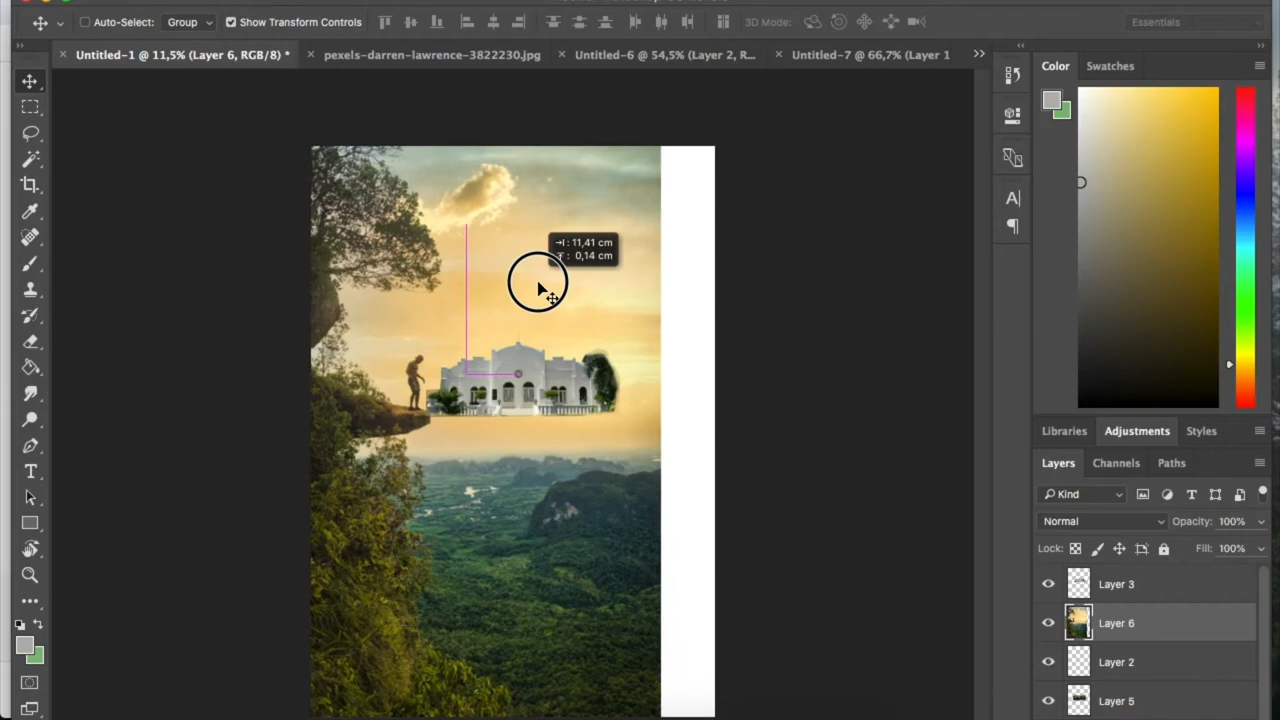 Auto-Select: Group Show Transform Controls 3D Mode: Essentials
Untitled-1 @ 11,5% (Layer 6, RGB/8) * pexels-darren-lawrence-3822230.jpg Untitled-6 @ 54,5% (Layer 2, R... Untitled-7 @ 66,7% (Layer 1
Color Swatches
11,41 cm
0,14 cm
Libraries Adjustments Styles
Layers Channels Paths
Kind
Normal Opacity: 100%
Lock: Fill: 100%
Layer 3
Layer 6
Layer 2
Layer 5